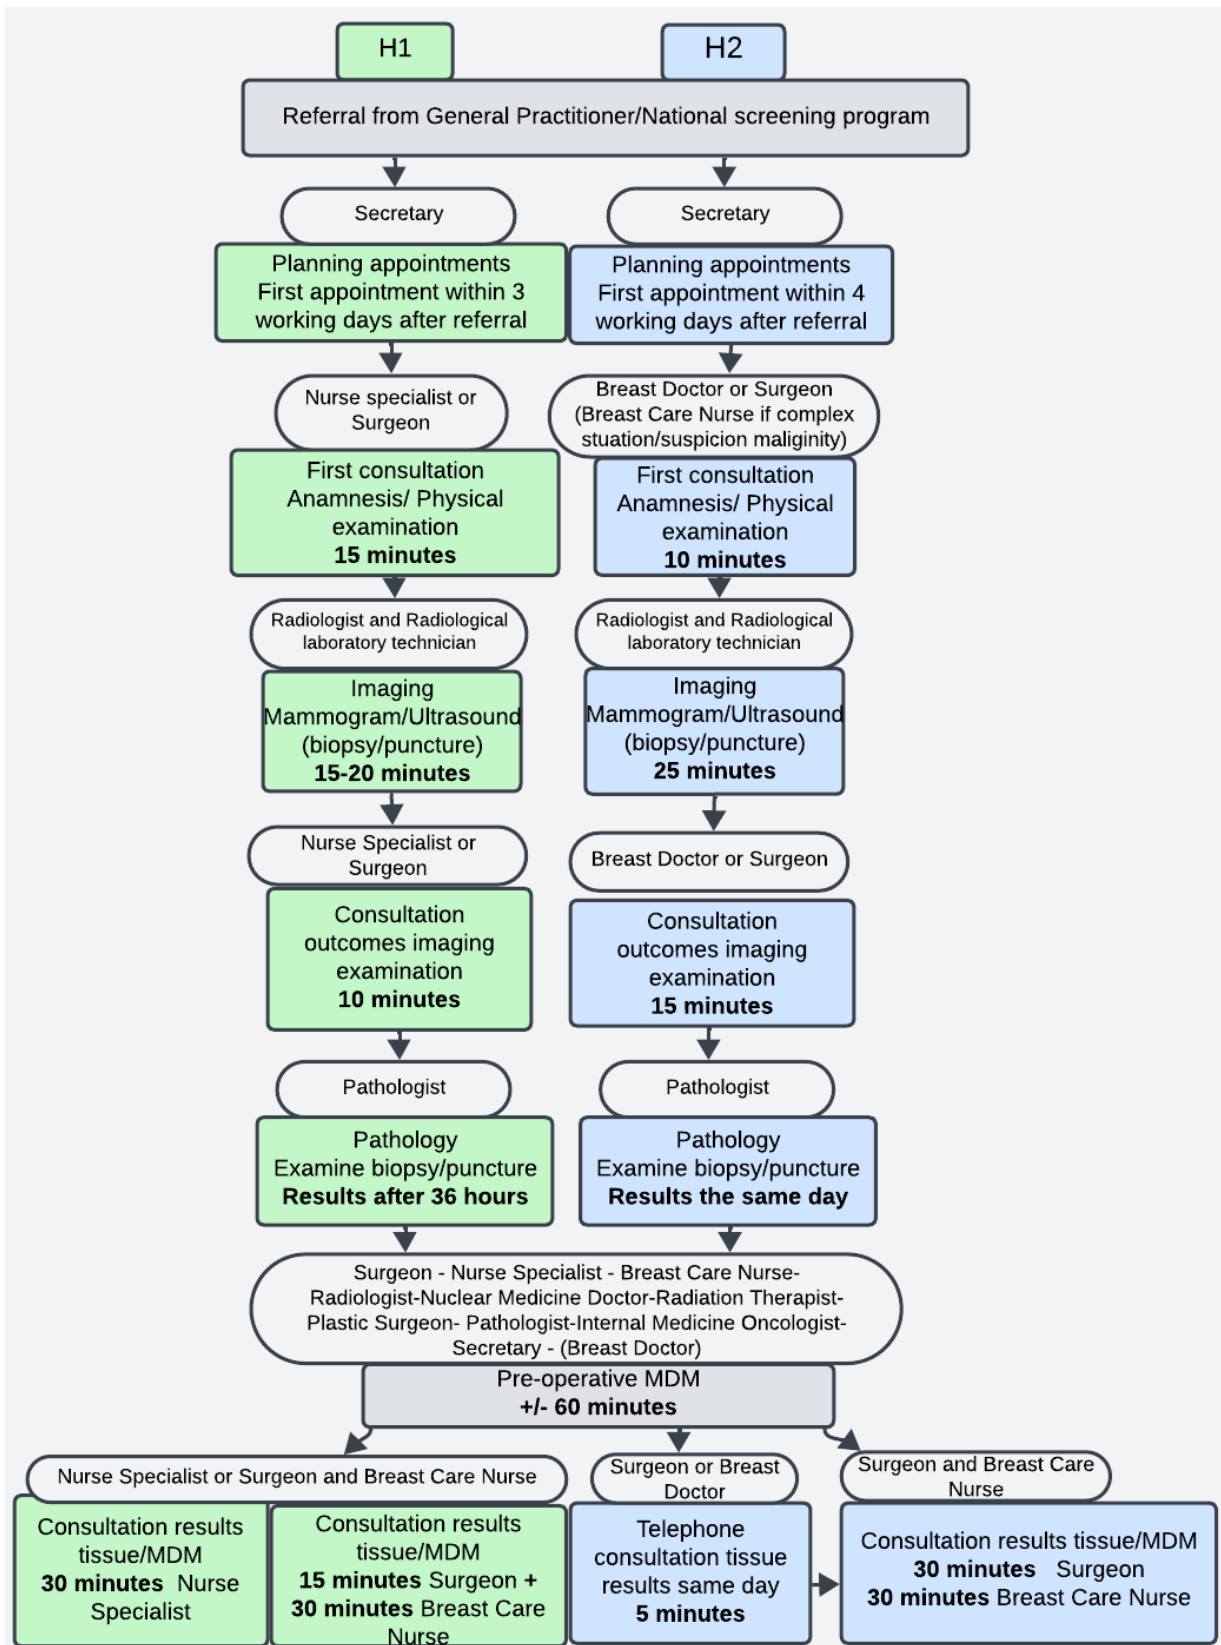 H1
H2
Referral from General Practitioner/National screening program
Secretary
Secretary
Planning appointments
First appointment within 3
working days after referral
Planning appointments
First appointment within 4
working days after referral
Nurse specialist or
Surgeon
Breast Doctor or Surgeon
(Breast Care Nurse if complex
stuation/suspicion maliginity)
First consultation
Anamnesis/ Physical
examination
15 minutes
First consultation
Anamnesis/ Physical
examination
10 minutes
Radiologist and Radiological
laboratory technician
Radiologist and Radiological
laboratory technician
Imaging
Mammogram/Ultrasound
(biopsy/puncture)
15-20 minutes
Imaging
Mammogram/Ultrasound
(biopsy/puncture)
25 minutes
Nurse Specialist or
Surgeon
Breast Doctor or Surgeon
Consultation
outcomes imaging
examination
10 minutes
Consultation
outcomes imaging
examination
15 minutes
Pathologist
Pathologist
Pathology
Examine biopsy/puncture
Results after 36 hours
Pathology
Examine biopsy/puncture
Results the same day
Surgeon - Nurse Specialist - Breast Care Nurse-
Radiologist-Nuclear Medicine Doctor-Radiation Therapist-
Plastic Surgeon- Pathologist-Internal Medicine Oncologist-
Secretary - (Breast Doctor)
Pre-operative MDM
+/- 60 minutes
Nurse Specialist or Surgeon and Breast Care Nurse
Surgeon or Breast
Doctor
Surgeon and Breast Care
Nurse
Consultation results
tissue/MDM
30 minutes Nurse
Specialist
Consultation results
tissue/MDM
15 minutes Surgeon +
30 minutes Breast Care
Nurse
Telephone
consultation tissue
results same day
5 minutes
Consultation results tissue/MDM
30 minutes Surgeon
30 minutes Breast Care Nurse